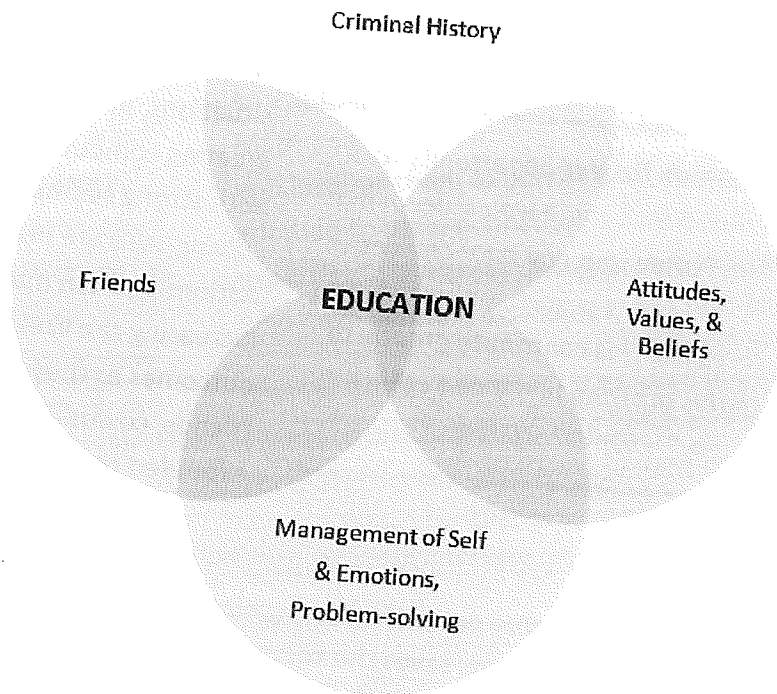 Criminal History
Friends
EDUCATION
Attitudes,
Values, &
Beliefs
Management of Self
& Emotions,
Problem-solving